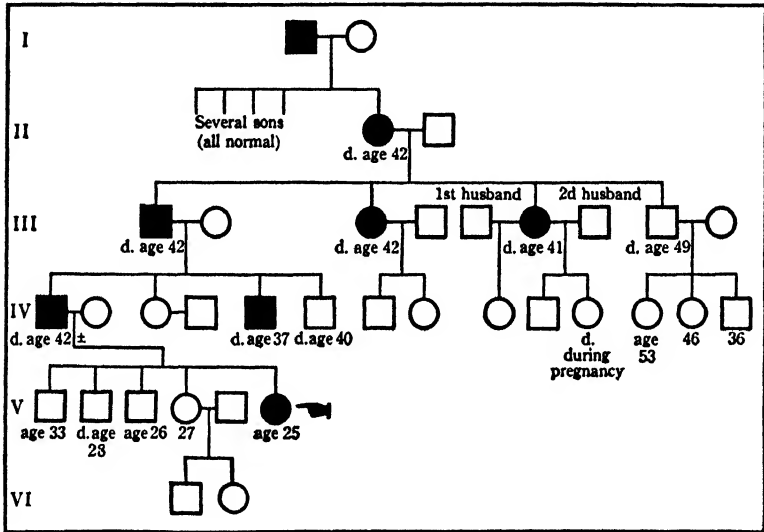 I
Several sons
(all normal)
II
d. age 42
1st husband
2d husband
III
d. age 42
d. age 42
d. age 41
d. age 49
IV
d. age 42 ±
d. age 37
d. age 40
d.
during
pregnancy
age
53
46
36
V
age 33
d. age
23
age 26
27
age 25
VI